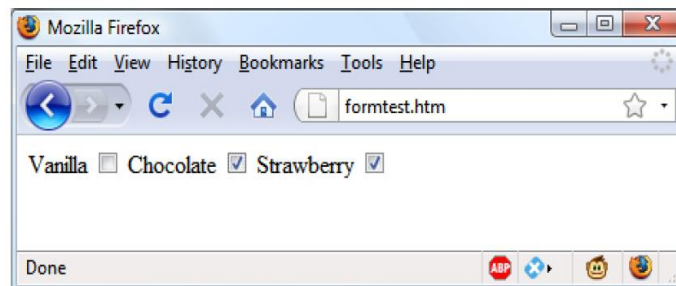 Mozilla Firefox
File Edit View History Bookmarks Tools Help
formtest.htm
Vanilla Chocolate Strawberry
Done ABP